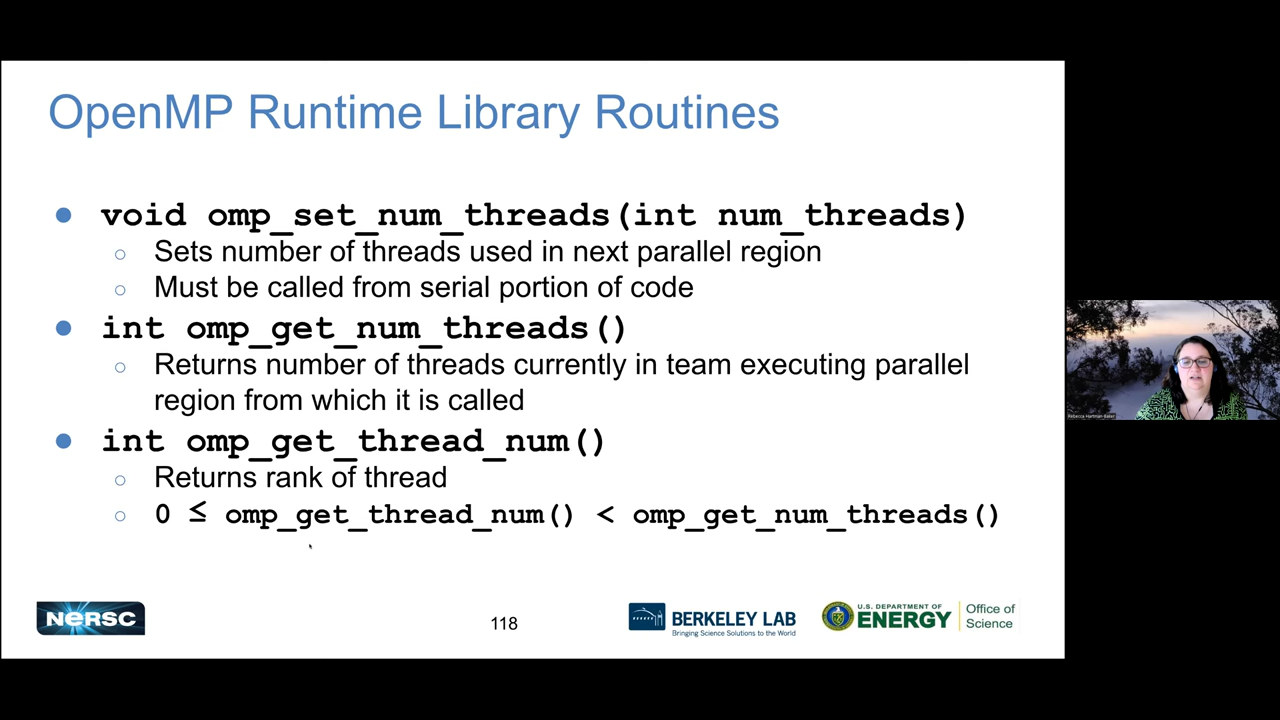 OpenMP Runtime Library Routines
● void omp_set_num_threads(int num_threads)
○ Sets number of threads used in next parallel region
○ Must be called from serial portion of code
● int omp_get_num_threads()
○ Returns number of threads currently in team executing parallel
region from which it is called
● int omp_get_thread_num()
○ Returns rank of thread
○ 0 ≤ omp_get_thread_num() < omp_get_num_threads()
Rebecca Hartman-Baker
NERSC
118
BERKELEY LAB
Bringing Science Solutions to the World
U.S. DEPARTMENT OF
ENERGY
Office of
Science